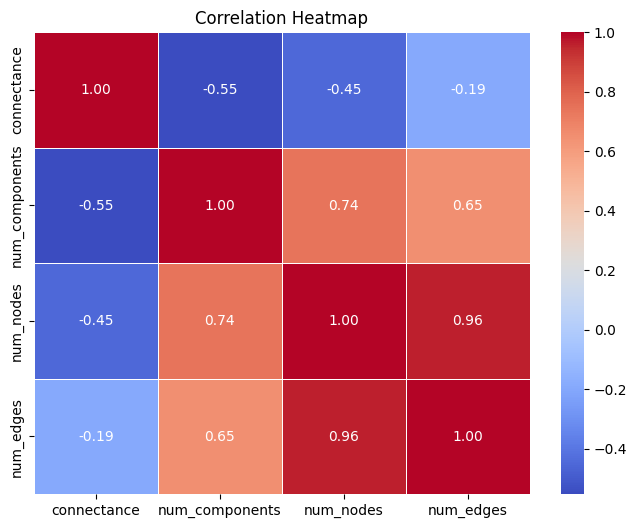 Correlation Heatmap
connectance
1.00
-0.55
-0.45
-0.19
num_components
-0.55
1.00
0.74
0.65
num_nodes
-0.45
0.74
1.00
0.96
num_edges
-0.19
0.65
0.96
1.00
connectance
num_components
num_nodes
num_edges
1.0
0.8
0.6
0.4
0.2
0.0
−0.2
−0.4